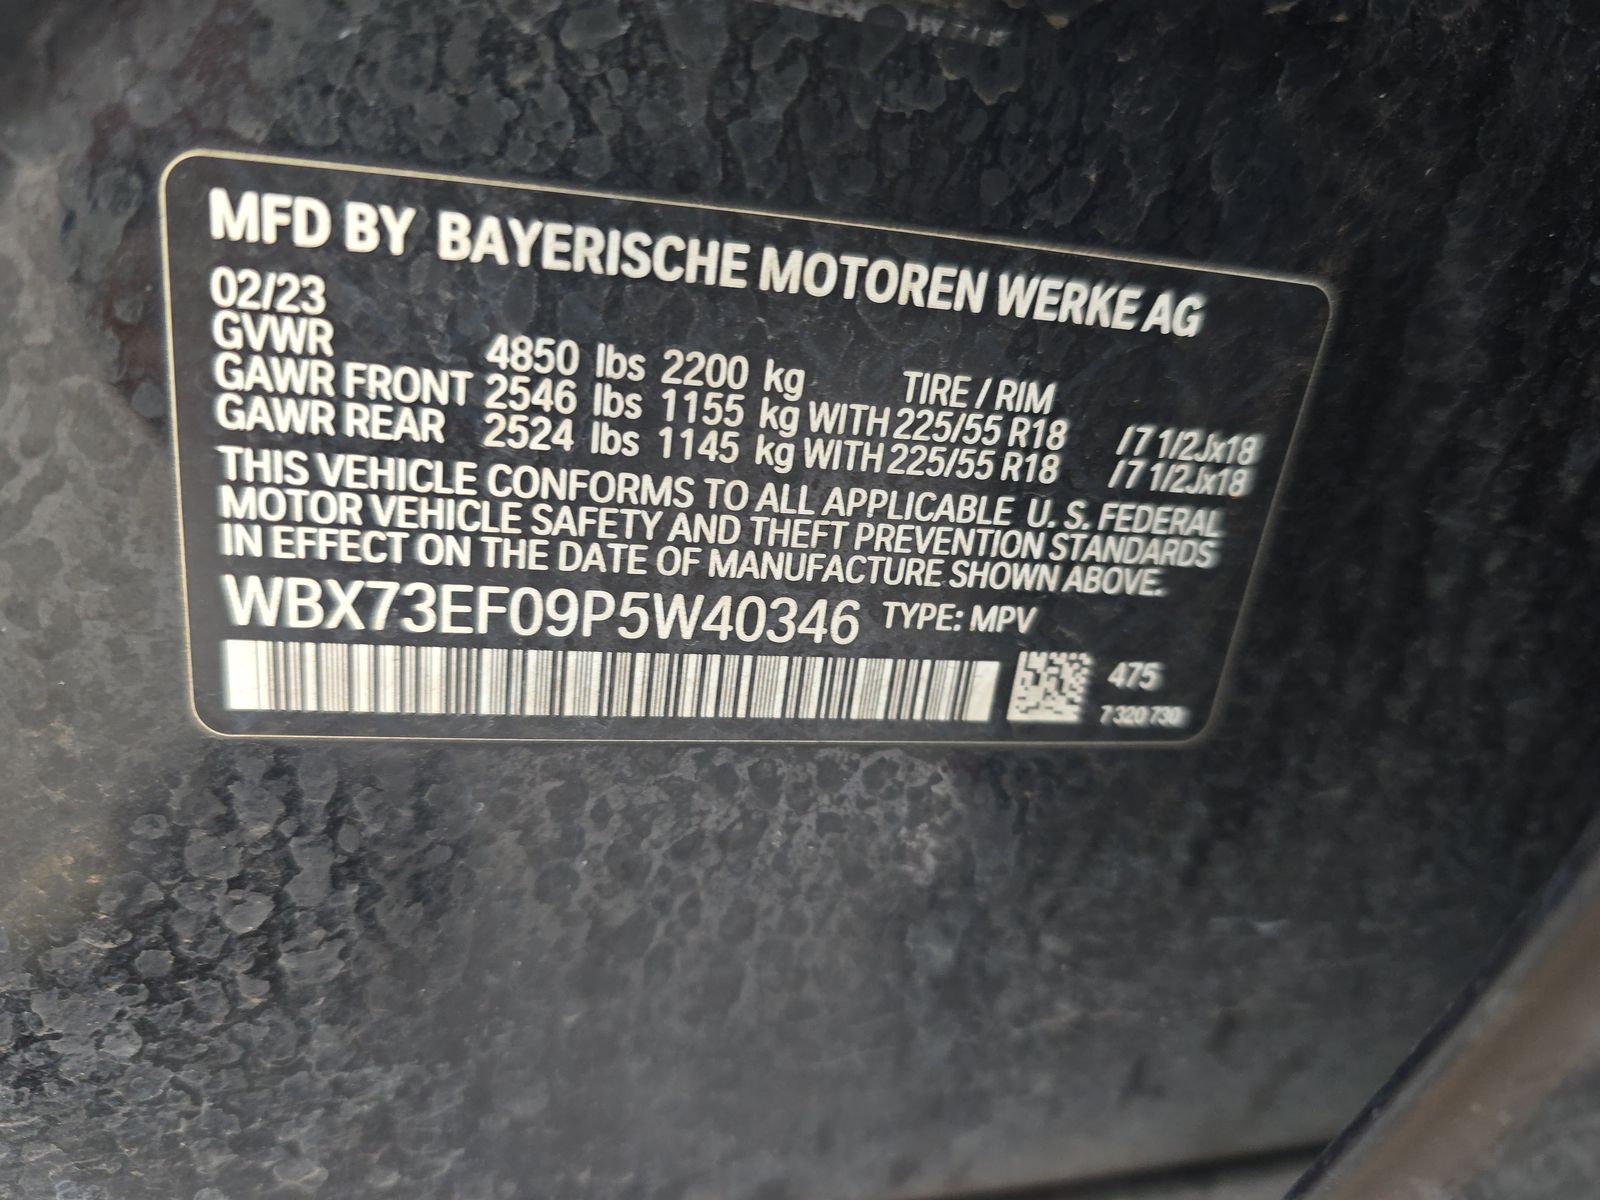 MFD BY BAYERISCHE MOTOREN WERKE AG
02/23
GVWR 4850 lbs 2200 kg TIRE / RIM
GAWR FRONT 2546 lbs 1155 kg WITH 225/55 R18 /7 1/2Jx18
GAWR REAR 2524 lbs 1145 kg WITH 225/55 R18 /7 1/2Jx18
THIS VEHICLE CONFORMS TO ALL APPLICABLE U. S. FEDERAL
MOTOR VEHICLE SAFETY AND THEFT PREVENTION STANDARDS
IN EFFECT ON THE DATE OF MANUFACTURE SHOWN ABOVE.
WBX73EF09P5W40346 TYPE: MPV
475
7 320 730